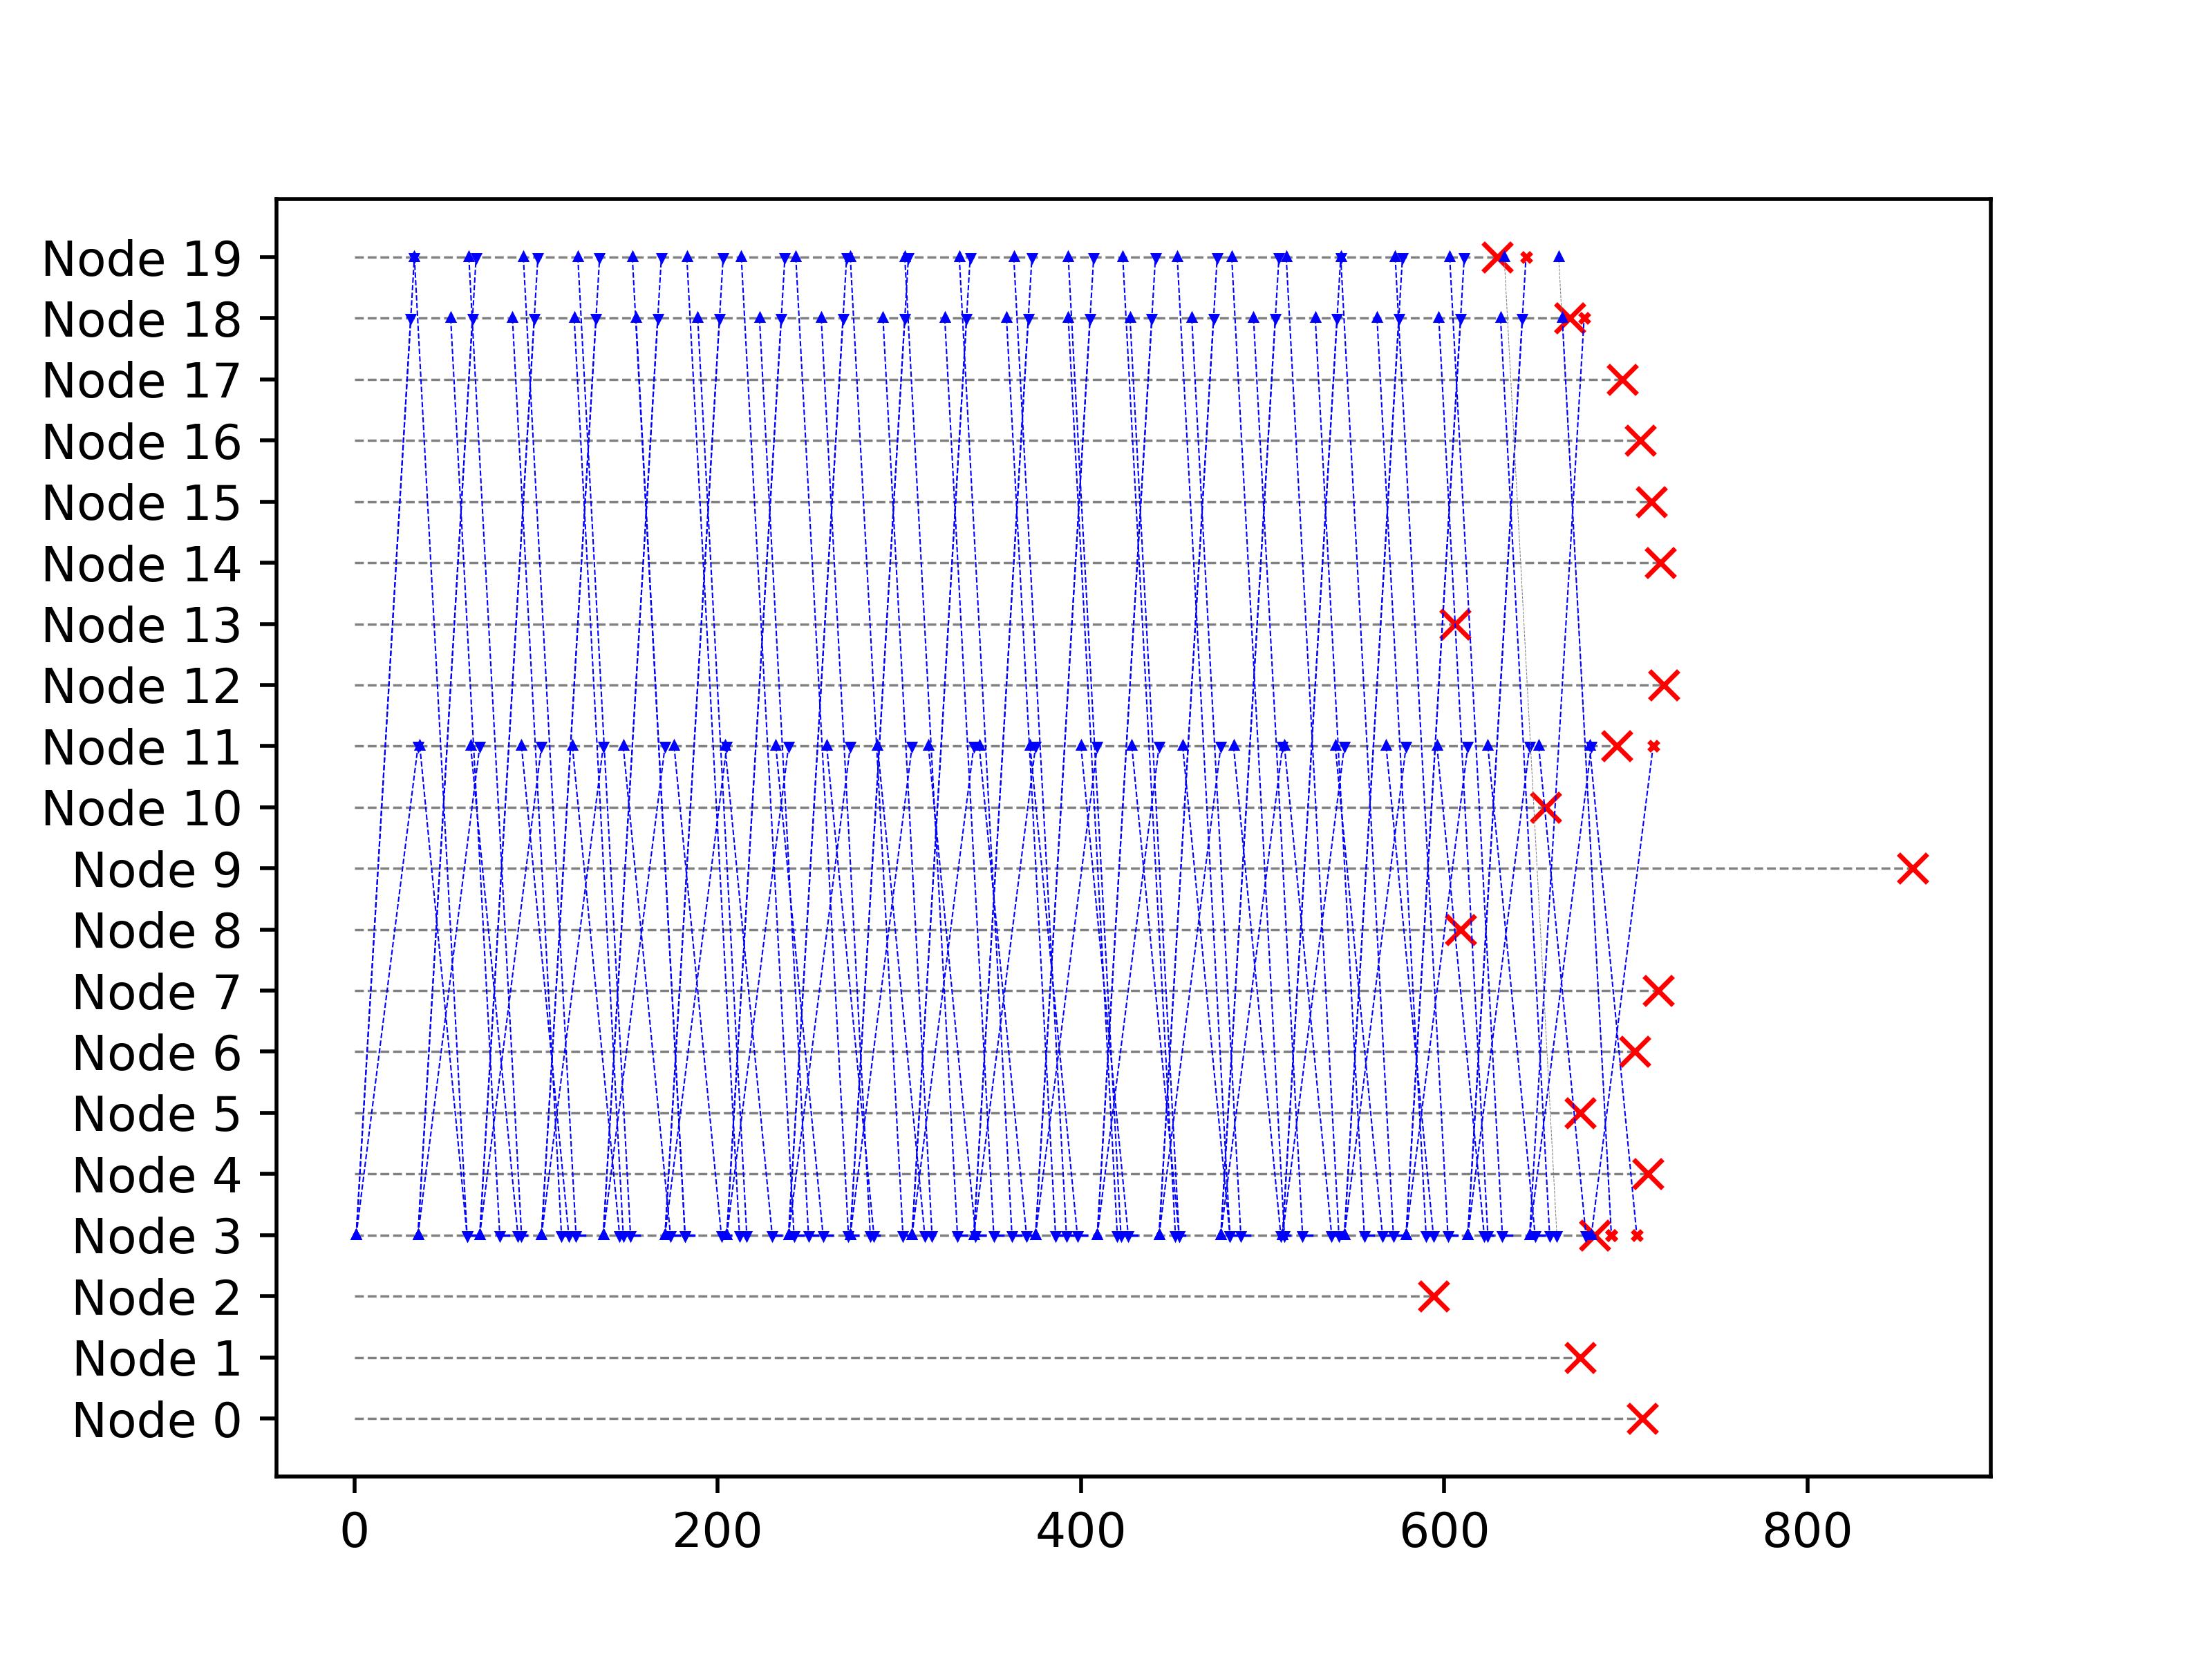 Node 19
Node 18
Node 17
Node 16
Node 15
Node 14
Node 13
Node 12
Node 11
Node 10
Node 9
Node 8
Node 7
Node 6
Node 5
Node 4
Node 3
Node 2
Node 1
Node 0
0 200 400 600 800